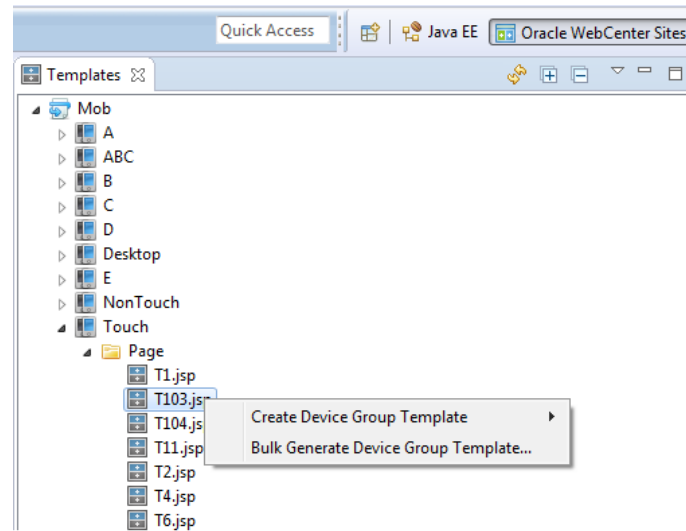 Quick Access
Java EE
Oracle WebCenter Sites
Templates
Mob
A
ABC
B
C
D
Desktop
E
NonTouch
Touch
Page
T1.jsp
T103.jsp
T104.js
T11.jsp
T2.jsp
T4.jsp
T6.jsp
Create Device Group Template
Bulk Generate Device Group Template...